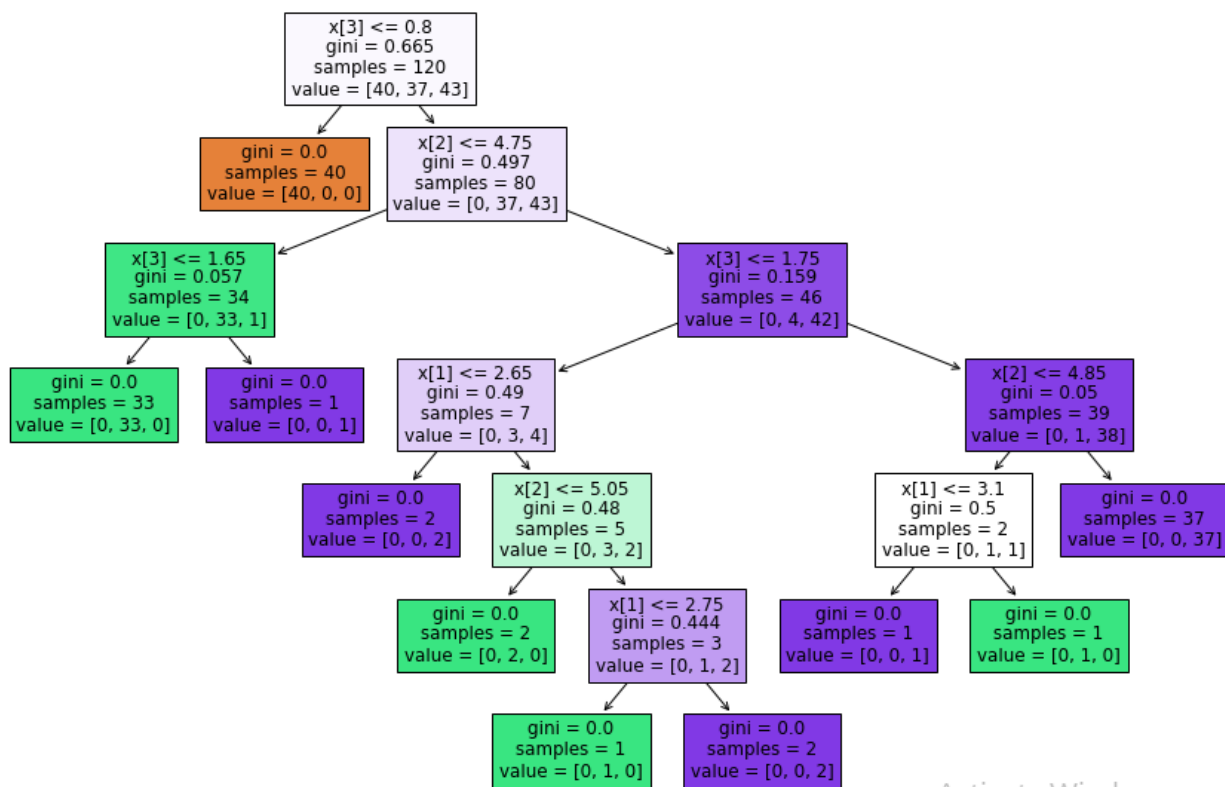 x[3] <= 0.8
gini = 0.665
samples = 120
value = [40, 37, 43]
gini = 0.0
samples = 40
value = [40, 0, 0]
x[2] <= 4.75
gini = 0.497
samples = 80
value = [0, 37, 43]
x[3] <= 1.65
gini = 0.057
samples = 34
value = [0, 33, 1]
x[3] <= 1.75
gini = 0.159
samples = 46
value = [0, 4, 42]
gini = 0.0
samples = 33
value = [0, 33, 0]
gini = 0.0
samples = 1
value = [0, 0, 1]
x[1] <= 2.65
gini = 0.49
samples = 7
value = [0, 3, 4]
x[2] <= 4.85
gini = 0.05
samples = 39
value = [0, 1, 38]
gini = 0.0
samples = 2
value = [0, 0, 2]
x[2] <= 5.05
gini = 0.48
samples = 5
value = [0, 3, 2]
x[1] <= 3.1
gini = 0.5
samples = 2
value = [0, 1, 1]
gini = 0.0
samples = 37
value = [0, 0, 37]
gini = 0.0
samples = 2
value = [0, 2, 0]
x[1] <= 2.75
gini = 0.444
samples = 3
value = [0, 1, 2]
gini = 0.0
samples = 1
value = [0, 0, 1]
gini = 0.0
samples = 1
value = [0, 1, 0]
gini = 0.0
samples = 1
value = [0, 1, 0]
gini = 0.0
samples = 2
value = [0, 0, 2]